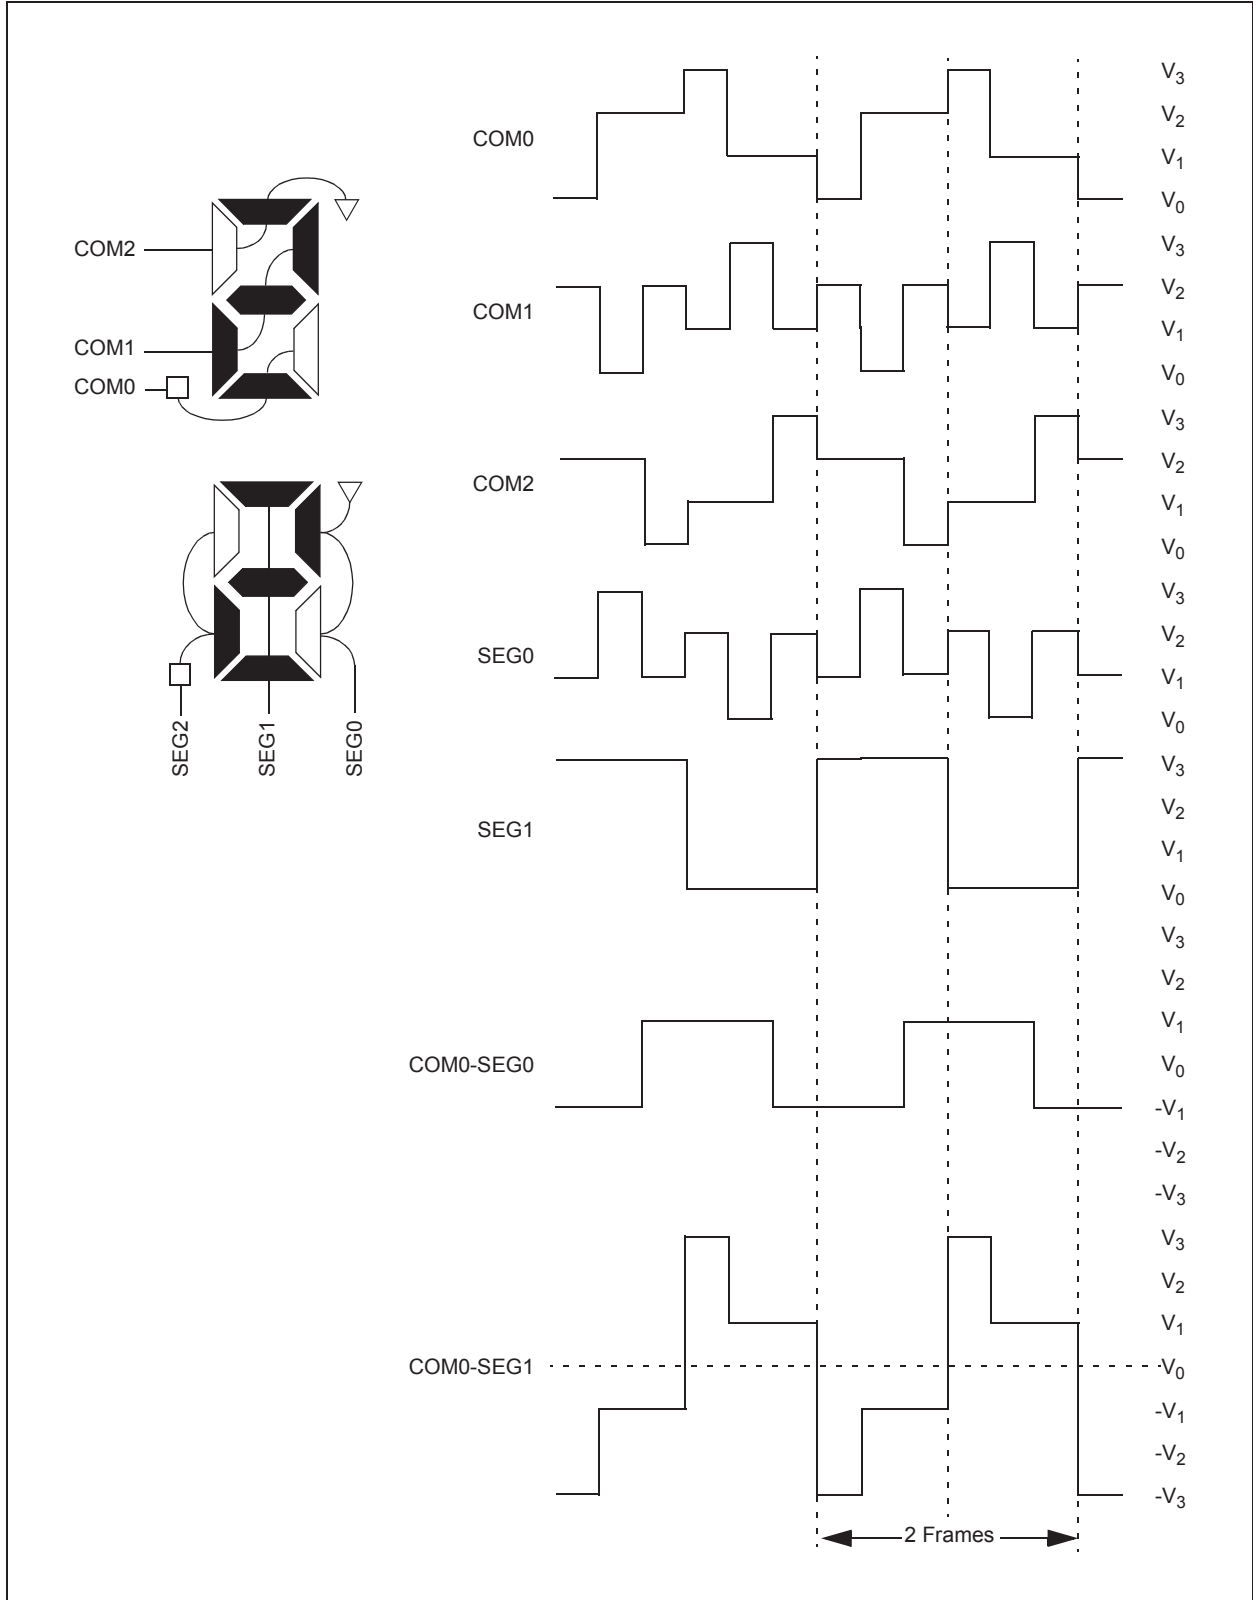 COM2
COM1
COM0
SEG2
SEG1
SEG0
COM0
V3
V2
V1
V0
COM1
V3
V2
V1
V0
COM2
V3
V2
V1
V0
SEG0
V3
V2
V1
V0
SEG1
V3
V2
V1
V0
COM0-SEG0
V3
V2
V1
V0
-V1
-V2
-V3
COM0-SEG1
V3
V2
V1
V0
-V1
-V2
-V3
2 Frames